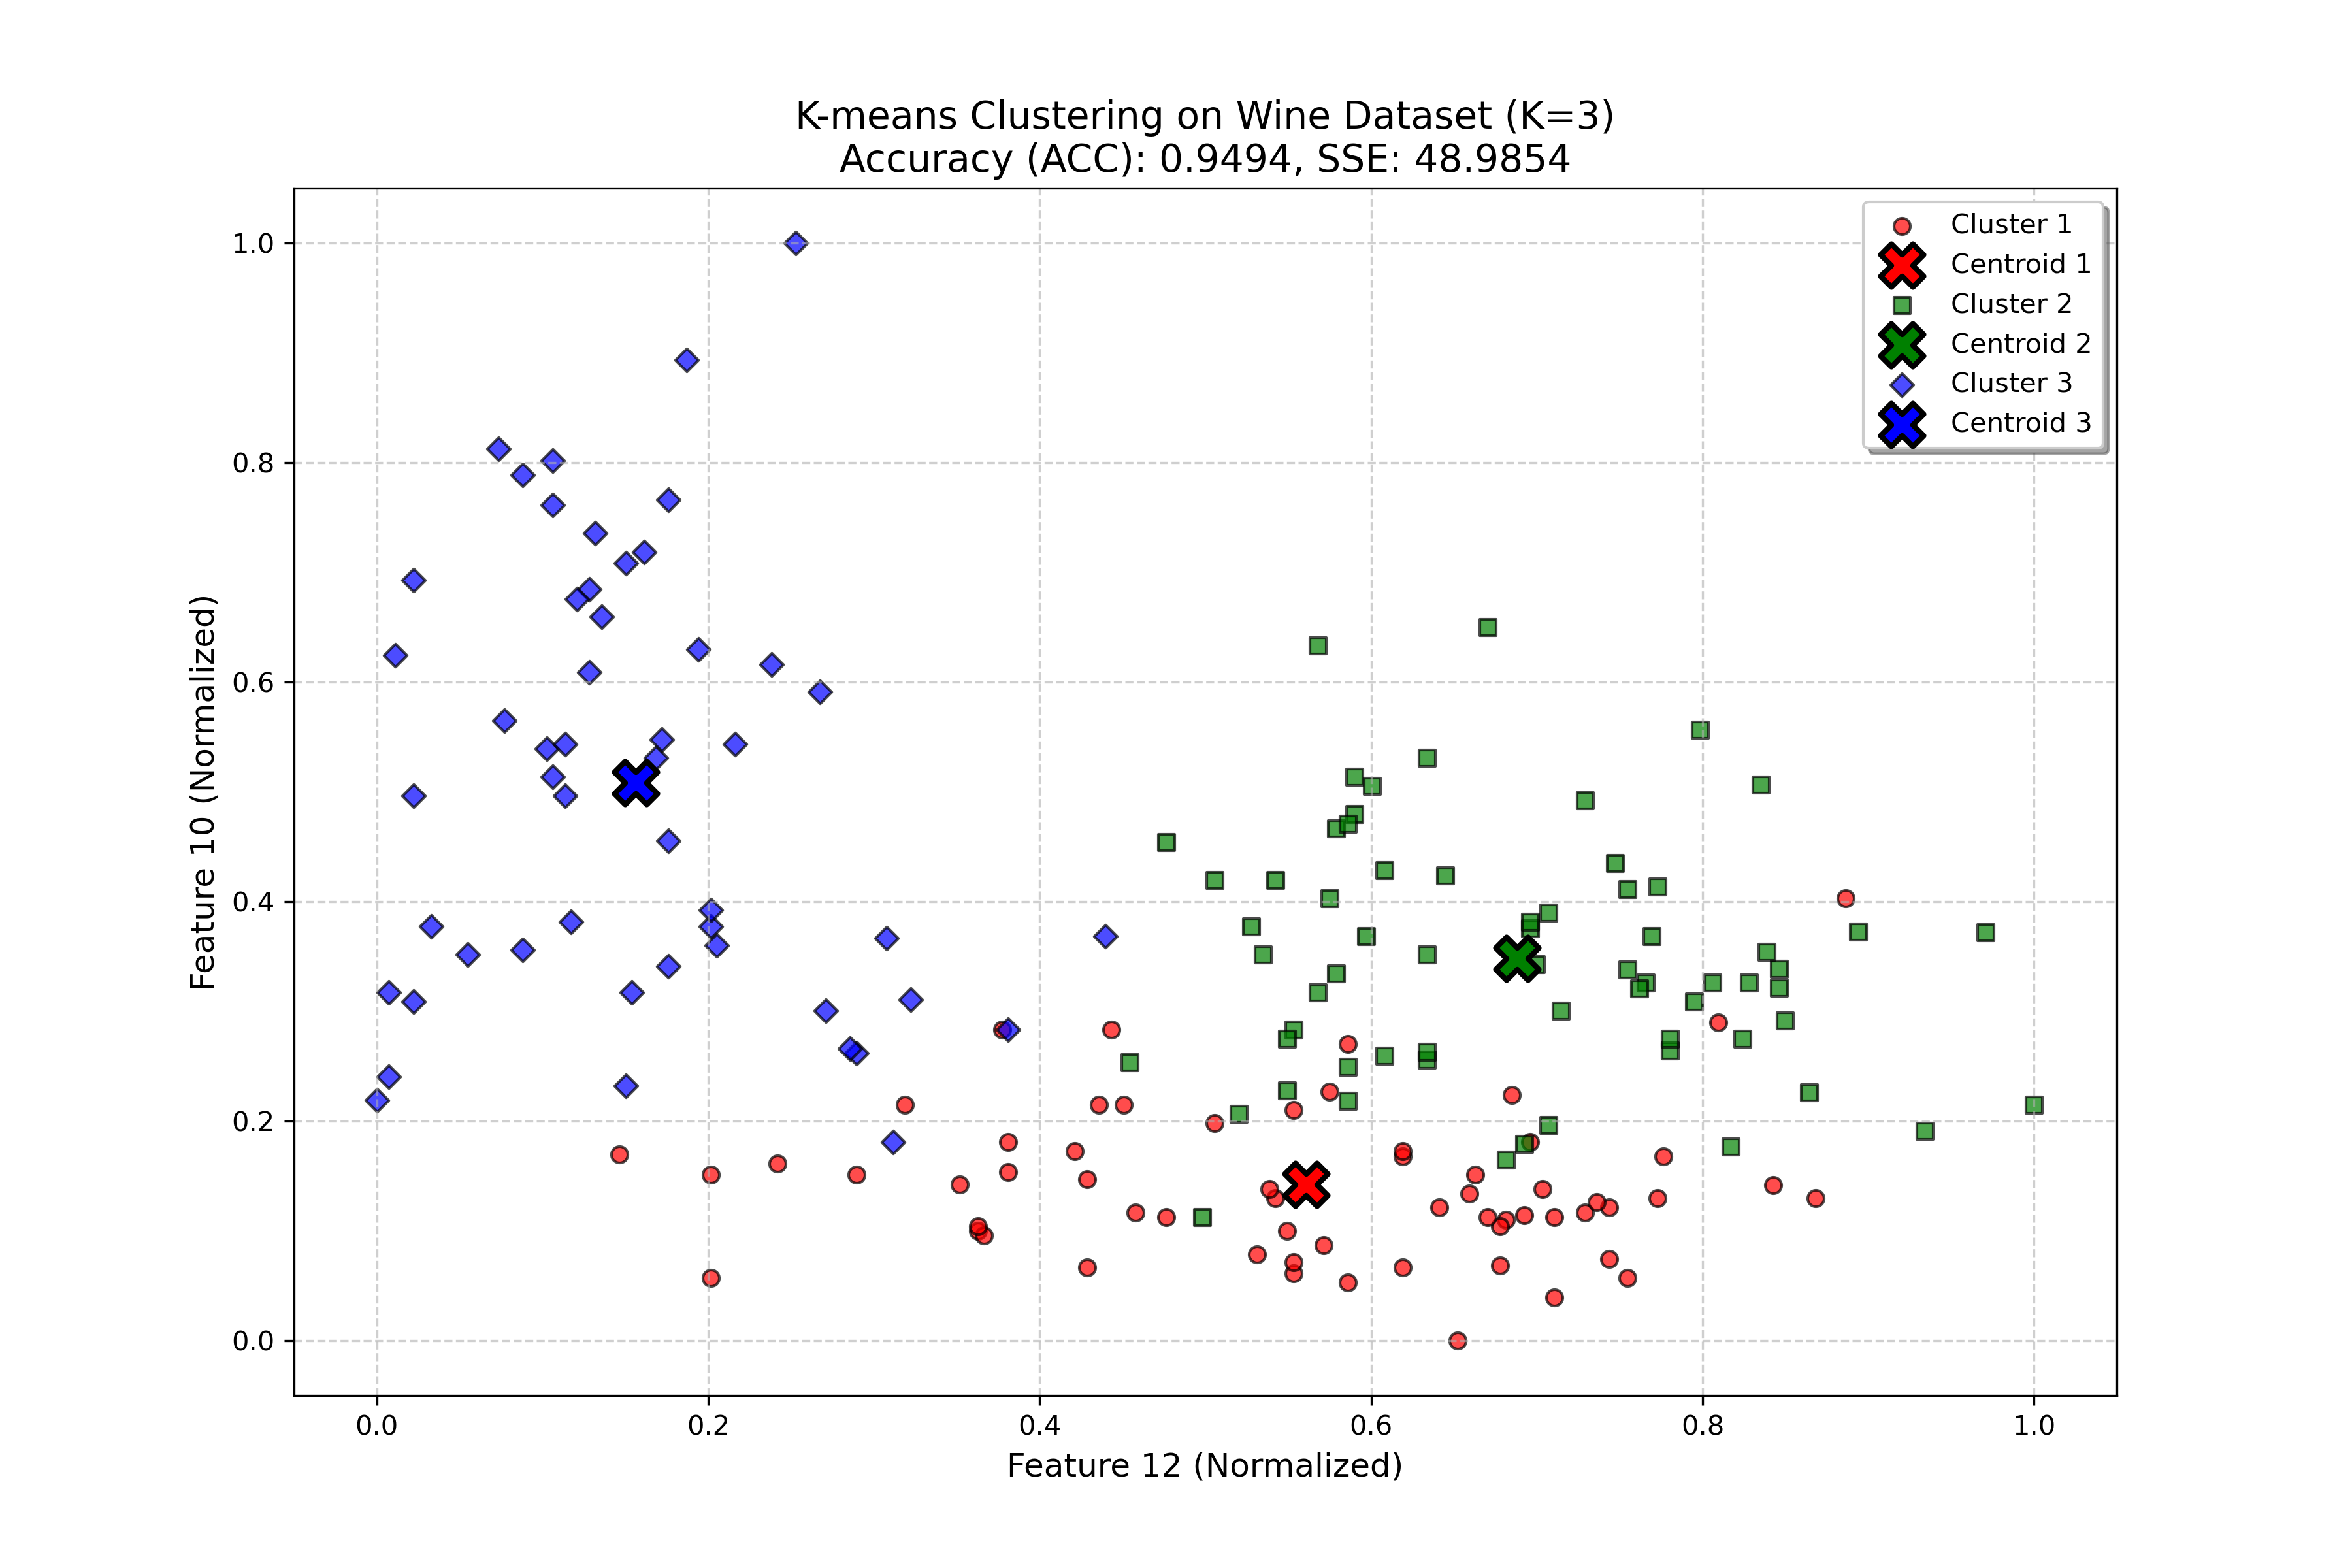 K-means Clustering on Wine Dataset (K=3)
Accuracy (ACC): 0.9494, SSE: 48.9854
Cluster 1
Centroid 1
Cluster 2
Centroid 2
Cluster 3
Centroid 3
Feature 10 (Normalized)
1.0
0.8
0.6
0.4
0.2
0.0
0.0 0.2 0.4 0.6 0.8 1.0
Feature 12 (Normalized)